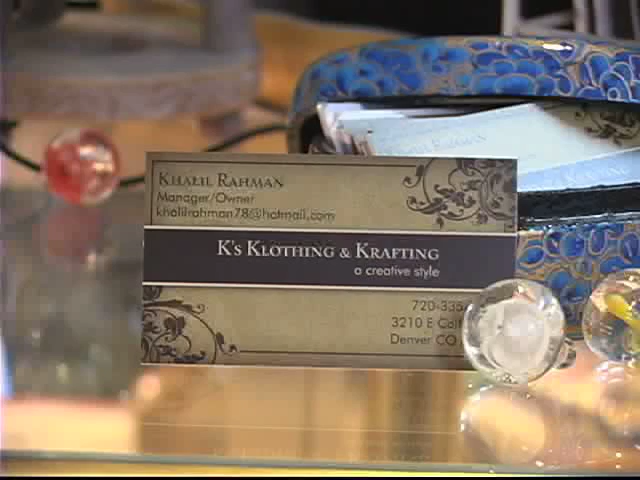 Khalil Rahman
Manager/Owner
khalilrahman78@hotmail.com
K's Klothing & Krafting
a creative style
720-335
3210 E Colf
Denver CO